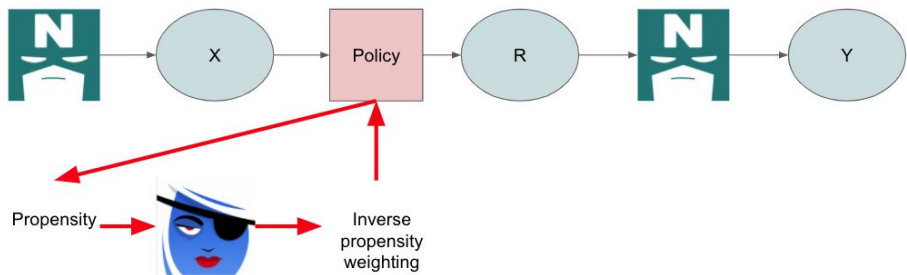 N X Policy R N Y
Propensity
Inverse
propensity
weighting